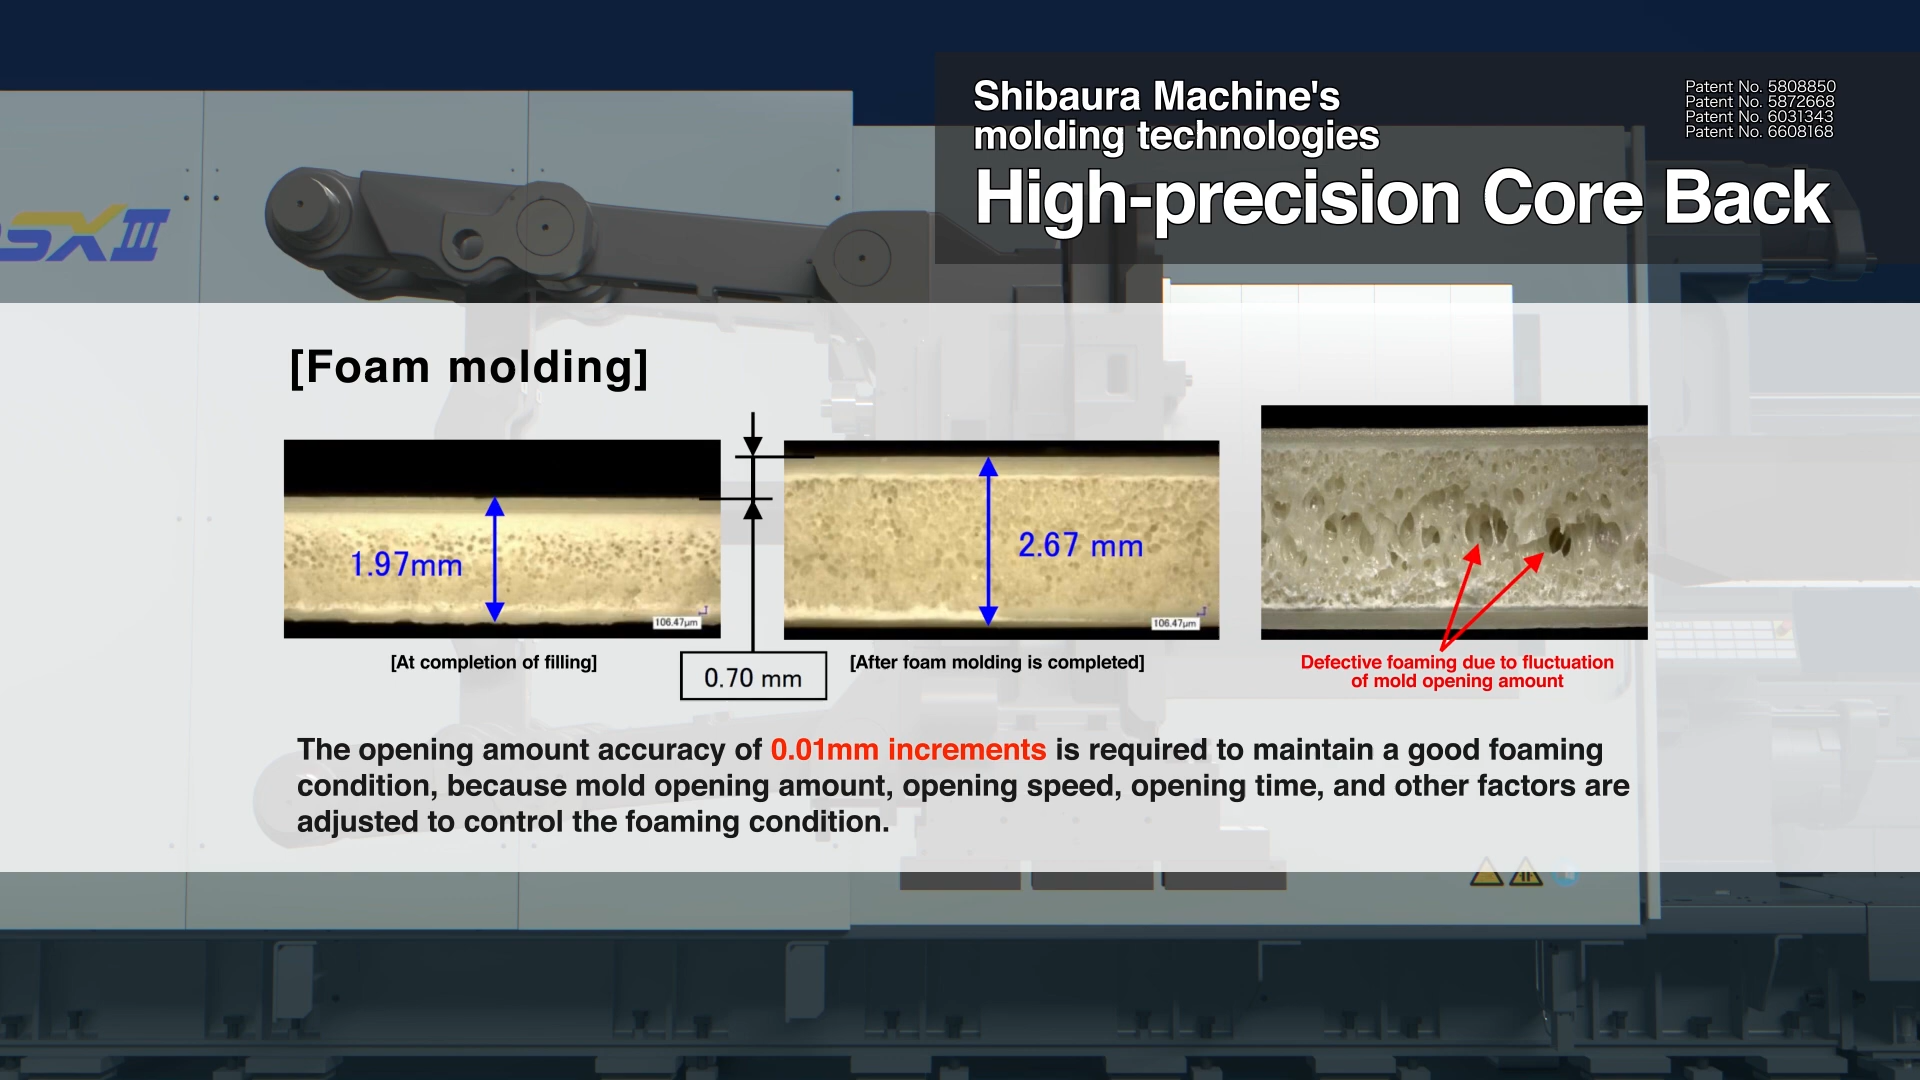 Shibaura Machine's
molding technologies
High-precision Core Back
Patent No. 5808850
Patent No. 5872668
Patent No. 6031343
Patent No. 6608168
SXIII
[Foam molding]
1.97mm
106.47μm
0.70 mm
2.67 mm
106.47μm
[At completion of filling]
[After foam molding is completed]
Defective foaming due to fluctuation
of mold opening amount
The opening amount accuracy of 0.01mm increments is required to maintain a good foaming
condition, because mold opening amount, opening speed, opening time, and other factors are
adjusted to control the foaming condition.